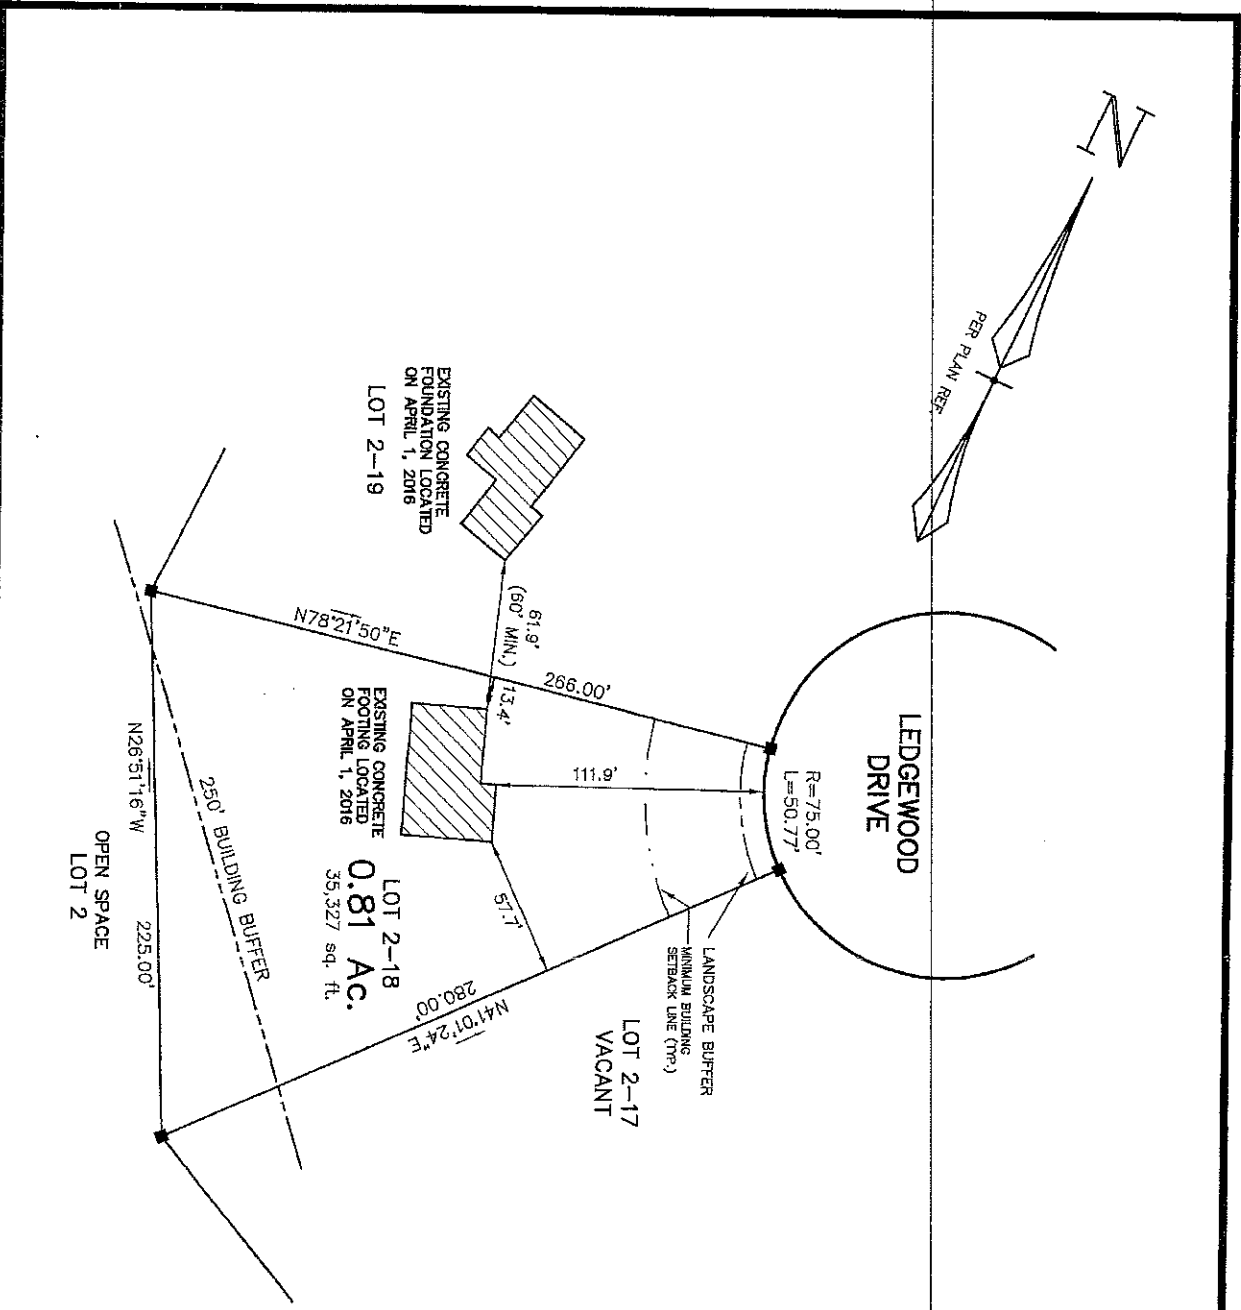 N
PER PLAN REF.
LEDGEWOOD
DRIVE
R=75.00'
L=50.77'
EXISTING CONCRETE
FOUNDATION LOCATED
ON APRIL 1, 2016
LOT 2-19
61.9'
(60' MIN.)
13.4'
N78°21'50"E
266.00'
111.9'
EXISTING CONCRETE
FOOTING LOCATED
ON APRIL 1, 2016
LOT 2-18
0.81 Ac.
35,327 sq. ft.
57.7'
LANDSCAPE BUFFER
MINIMUM BUILDING
SETBACK LINE (TYP.)
LOT 2-17
VACANT
280.00'
N41°01'24"E
250' BUILDING BUFFER
N26°51'16"W
225.00'
OPEN SPACE
LOT 2